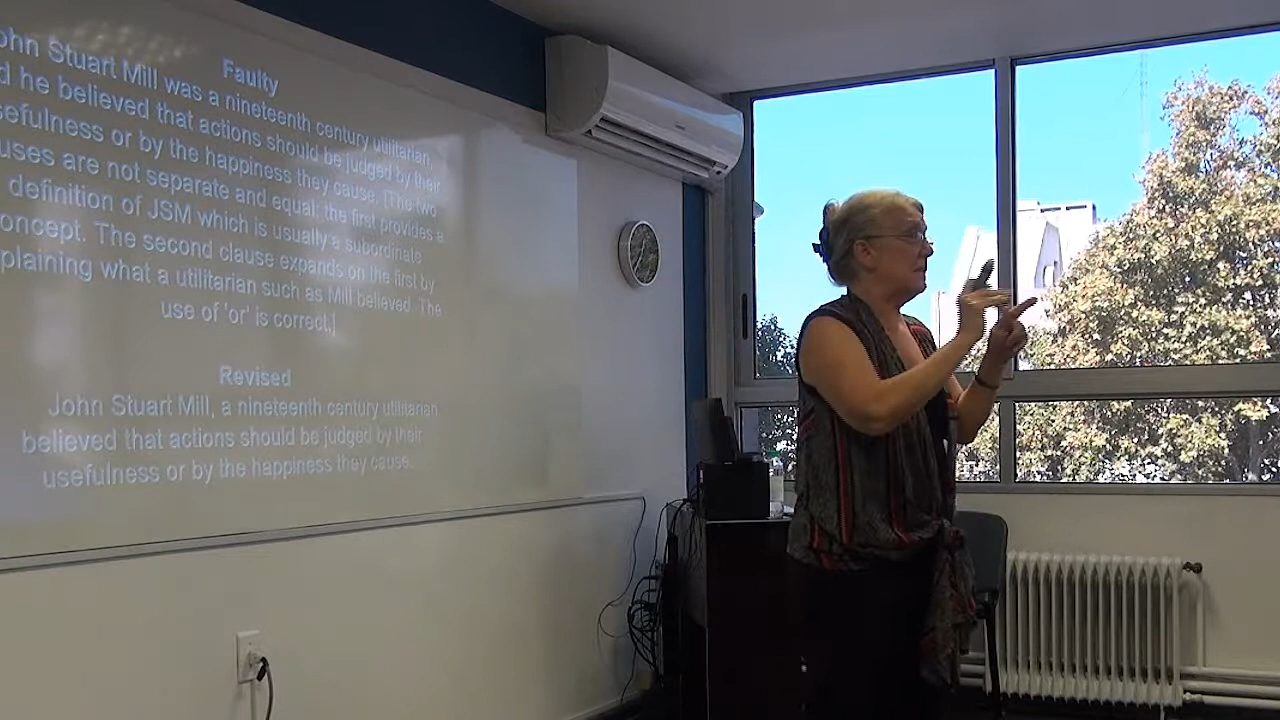 Faulty
ohn Stuart Mill was a nineteenth century utilitarian,
d he believed that actions should be judged by their
sefulness or by the happiness they cause. [The two
uses are not separate and equal: the first provides a
definition of JSM which is usually a subordinate
oncept. The second clause expands on the first by
plaining what a utilitarian such as Mill believed. The
use of 'or' is correct.]
Revised
John Stuart Mill, a nineteenth century utilitarian
believed that actions should be judged by their
usefulness or by the happiness they cause.